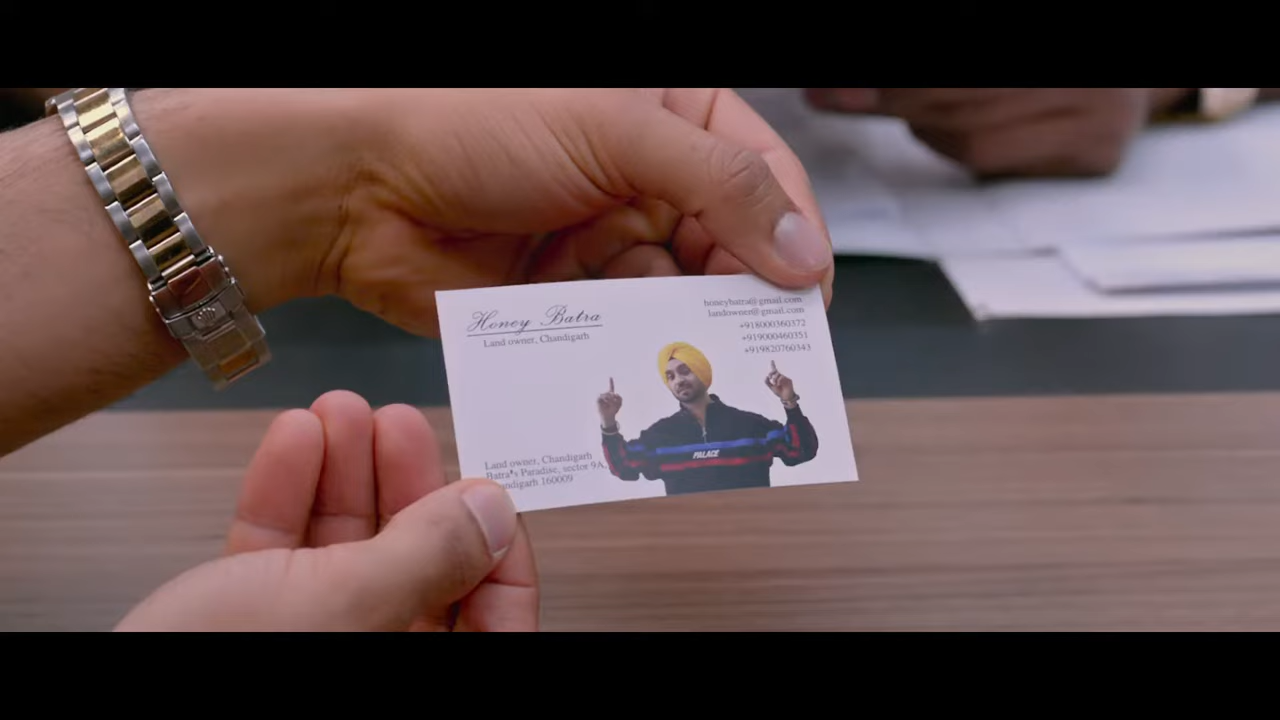 Honey Batra
Land owner, Chandigarh
honeybatra@gmail.com
landowner@gmail.com
+918000360372
+919000460351
+919820760343
PALACE
Land owner, Chandigarh
Batra's Paradise, sector 9A,
andigarh 160009